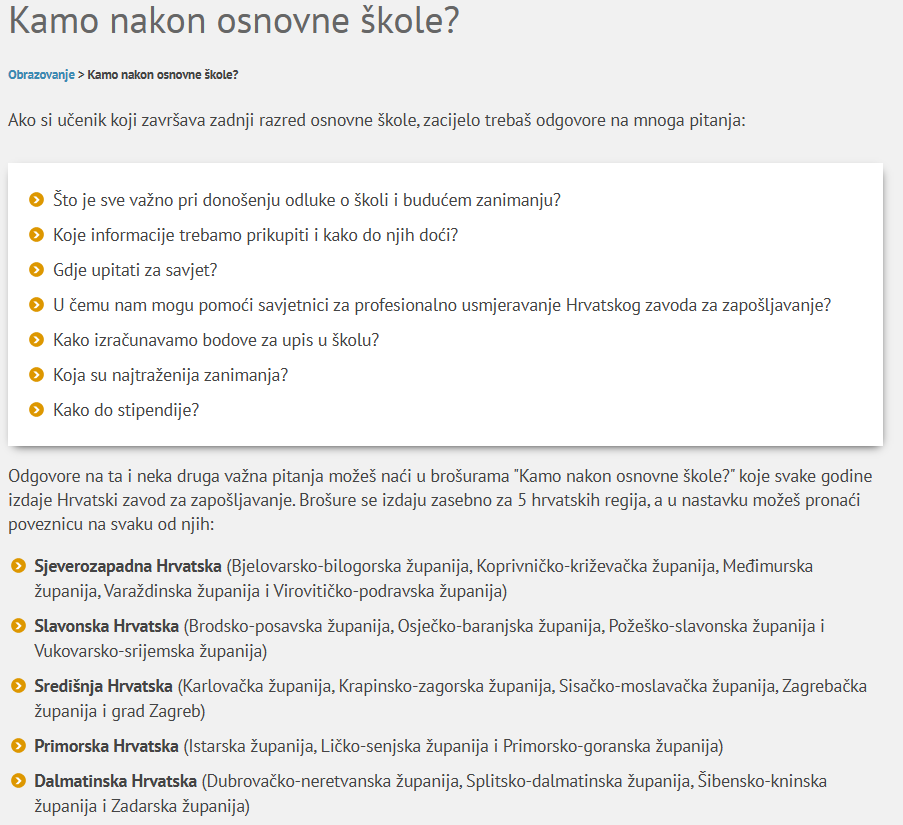 Kamo nakon osnovne škole?
Obrazovanje > Kamo nakon osnovne škole?
Ako si učenik koji završava zadnji razred osnovne škole, zacijelo trebaš odgovore na mnoga pitanja:
Što je sve važno pri donošenju odluke o školi i budućem zanimanju?
Koje informacije trebamo prikupiti i kako do njih doći?
Gdje upitati za savjet?
U čemu nam mogu pomoći savjetnici za profesionalno usmjeravanje Hrvatskog zavoda za zapošljavanje?
Kako izračunavamo bodove za upis u školu?
Koja su najtraženija zanimanja?
Kako do stipendije?
Odgovore na ta i neka druga važna pitanja možeš naći u brošurama "Kamo nakon osnovne škole?" koje svake godine
izdaje Hrvatski zavod za zapošljavanje. Brošure se izdaju zasebno za 5 hrvatskih regija, a u nastavku možeš pronaći
poveznicu na svaku od njih:
Sjeverozapadna Hrvatska (Bjelovarsko-bilogorska županija, Koprivničko-križevačka županija, Međimurska
županija, Varaždinska županija i Virovitičko-podravska županija)
Slavonska Hrvatska (Brodsko-posavska županija, Osječko-baranjska županija, Požeško-slavonska županija i
Vukovarsko-srijemska županija)
Središnja Hrvatska (Karlovačka županija, Krapinsko-zagorska županija, Sisačko-moslavačka županija, Zagrebačka
županija i grad Zagreb)
Primorska Hrvatska (Istarska županija, Ličko-senjska županija i Primorsko-goranska županija)
Dalmatinska Hrvatska (Dubrovačko-neretvanska županija, Splitsko-dalmatinska županija, Šibensko-kninska
županija i Zadarska županija)